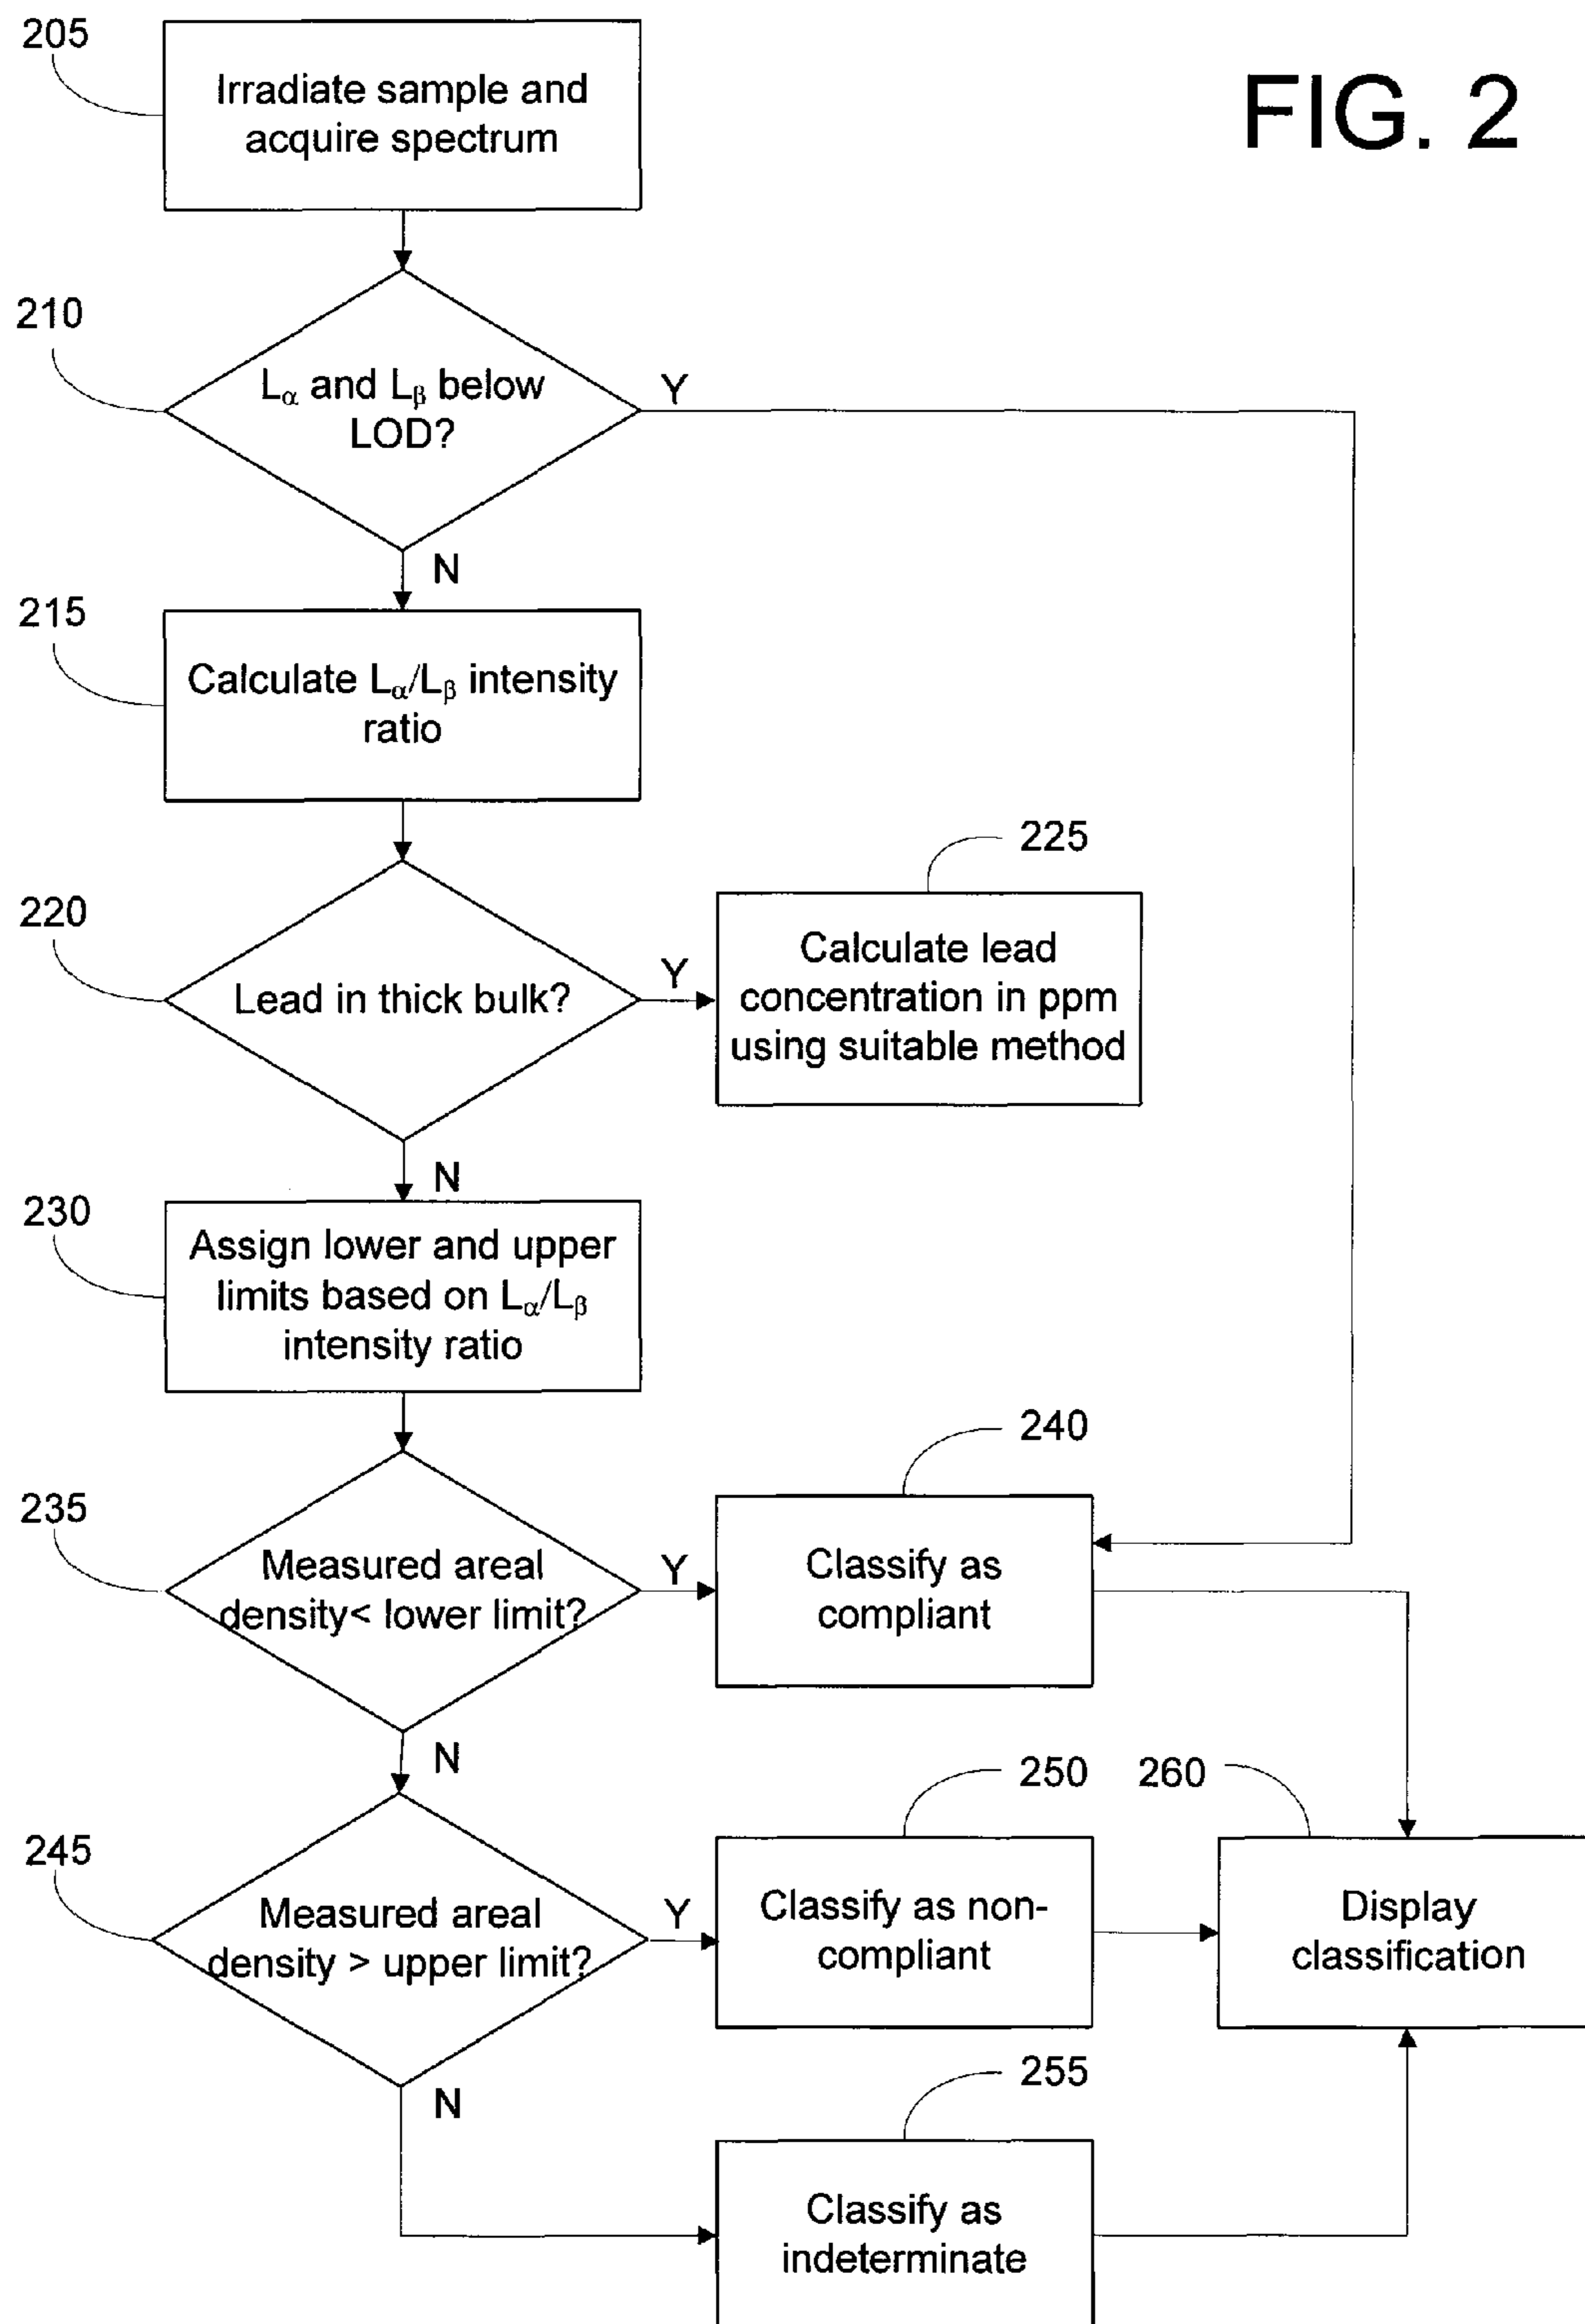 FIG. 2
205
Irradiate sample and
acquire spectrum
210
Lα and Lβ below
LOD?
Y
N
215
Calculate Lα/Lβ intensity
ratio
220
Lead in thick bulk?
Y
N
225
Calculate lead
concentration in ppm
using suitable method
230
Assign lower and upper
limits based on Lα/Lβ
intensity ratio
235
Measured areal
density< lower limit?
Y
N
240
Classify as
compliant
245
Measured areal
density > upper limit?
Y
N
250
Classify as non-
compliant
260
Display
classification
255
Classify as
indeterminate